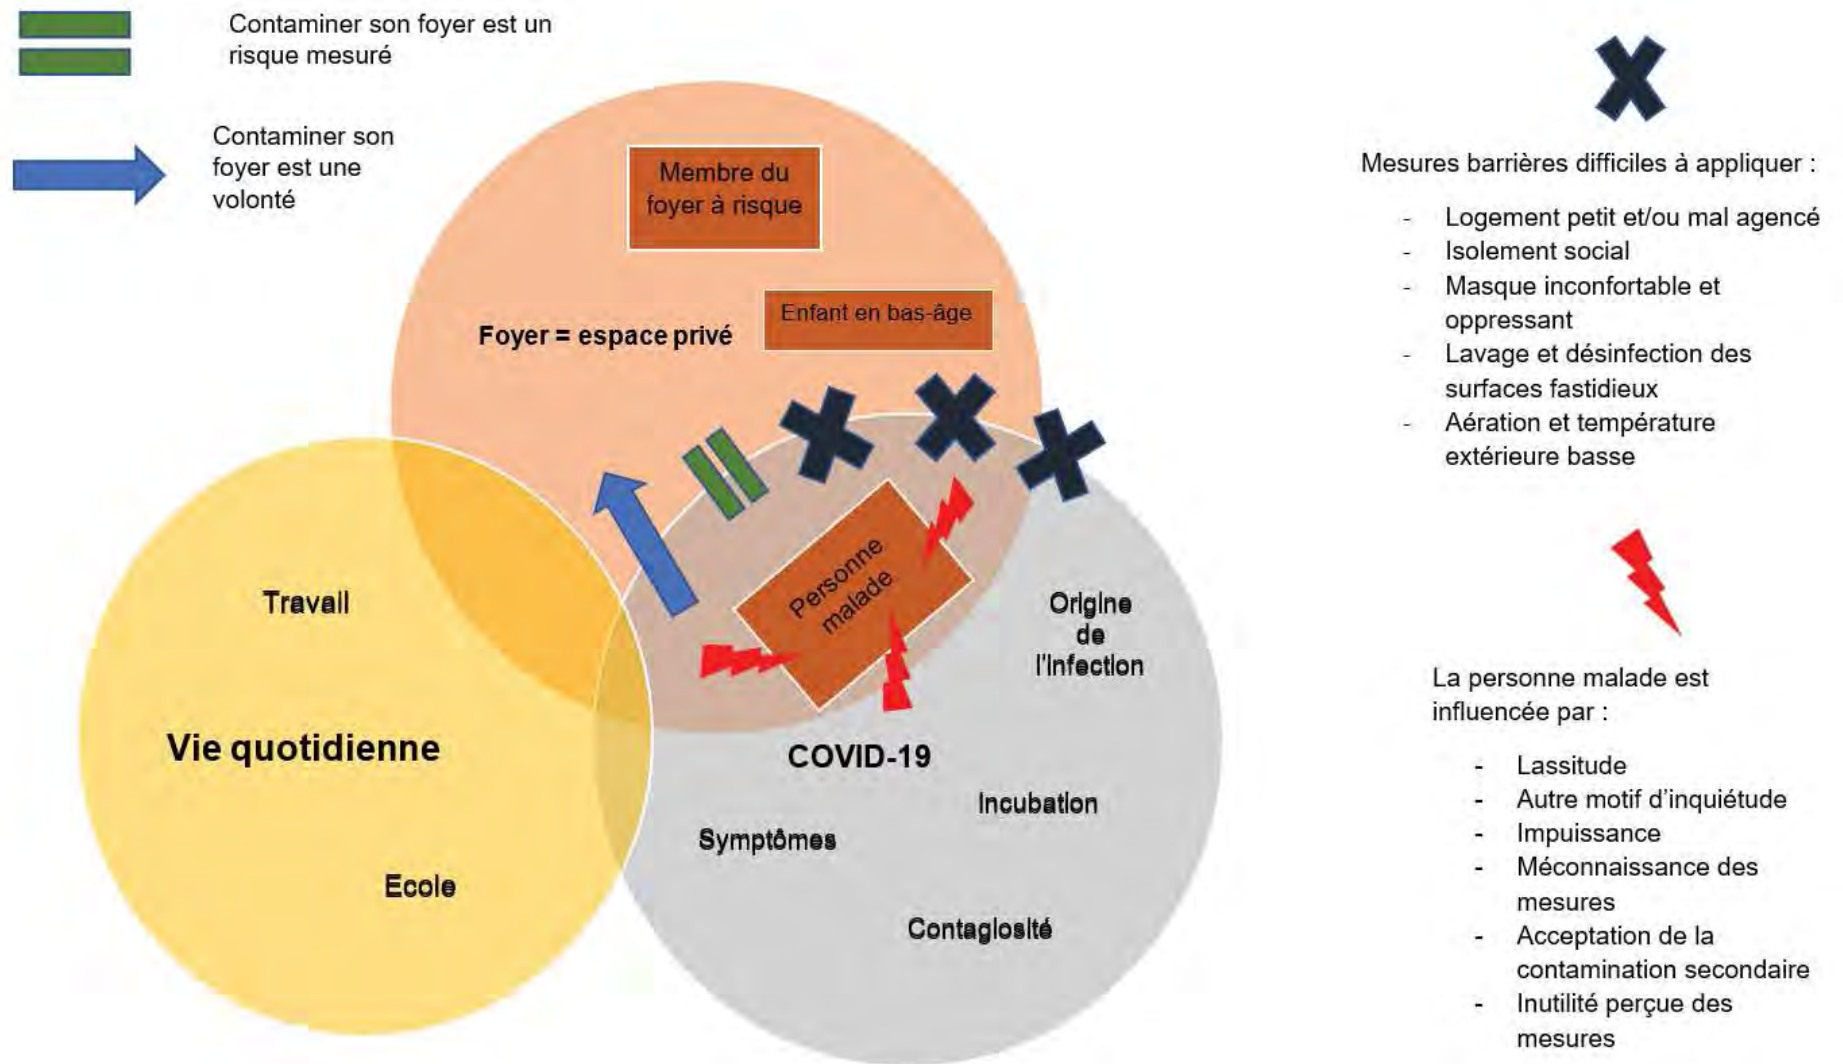 Contaminer son foyer est un
risque mesuré
Contaminer son
foyer est une
volonté
Membre du
foyer à risque
Enfant en bas-âge
Foyer = espace privé
Personne
malade
Travail
Vie quotidienne
Ecole
Origine
de
l'infection
COVID-19
Incubation
Symptômes
Contagiosité
Mesures barrières difficiles à appliquer :
- Logement petit et/ou mal agencé
- Isolement social
- Masque inconfortable et
oppressant
- Lavage et désinfection des
surfaces fastidieux
- Aération et température
extérieure basse
La personne malade est
influencée par :
- Lassitude
- Autre motif d'inquiétude
- Impuissance
- Méconnaissance des
mesures
- Acceptation de la
contamination secondaire
- Inutilité perçue des
mesures